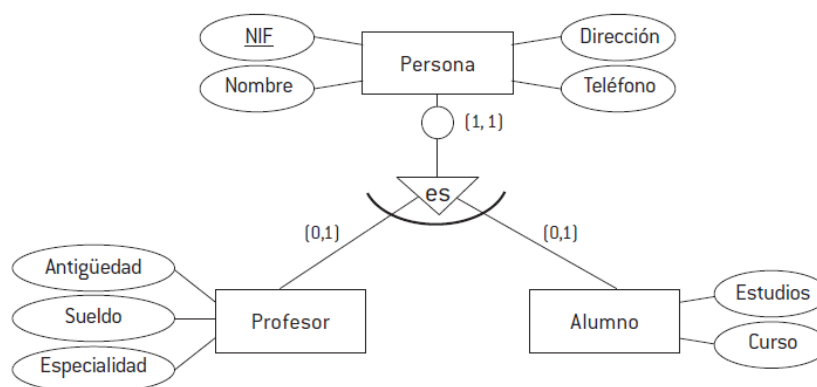 NIF
Nombre
Persona
Dirección
Teléfono
(1, 1)
es
(0,1)
(0,1)
Antigüedad
Sueldo
Especialidad
Profesor
Alumno
Estudios
Curso